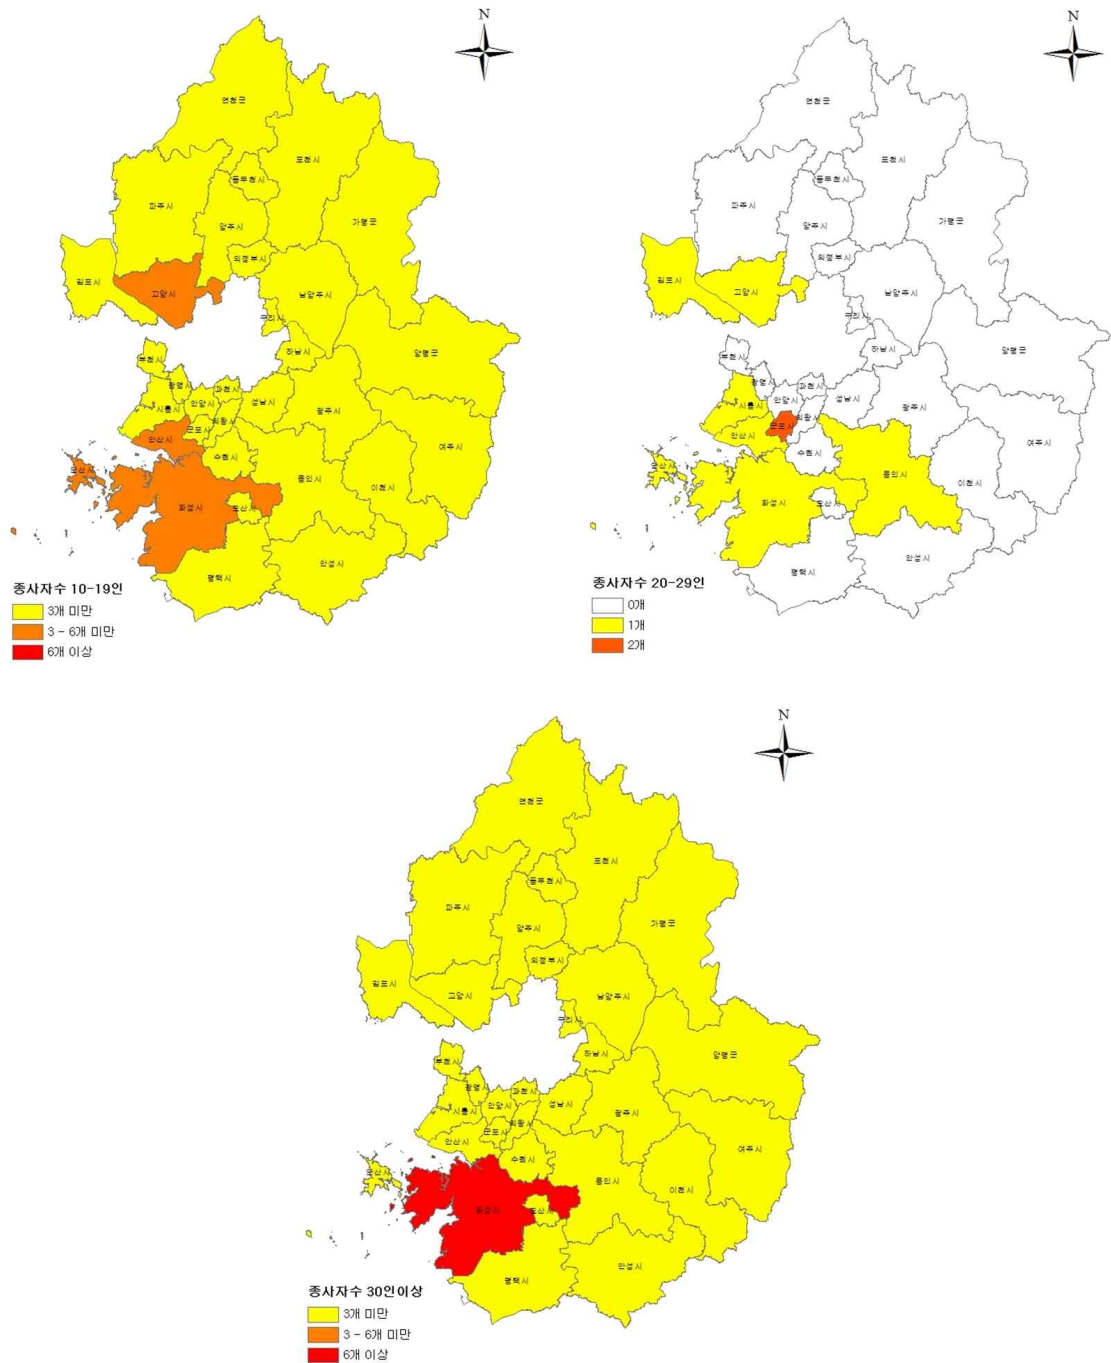 N
연천군
포천시
동두천시
파주시
양주시
가평군
의정부시
김포시
고양시
남양주시
구리시
하남시
양평군
부천시
광명시
과천시
시흥시
안양시
성남시
광주시
의왕시
군포시
안산시
수원시
여주시
안산시
용인시
이천시
화성시
오산시
안성시
평택시
종사자수 10-19인
3개 미만
3 - 6개 미만
6개 이상
N
연천군
포천시
동두천시
파주시
양주시
가평군
의정부시
김포시
고양시
남양주시
구리시
하남시
양평군
부천시
광명시
과천시
시흥시
안양시
성남시
광주시
의왕시
군포시
안산시
수원시
여주시
안산시
용인시
이천시
화성시
오산시
안성시
평택시
종사자수 20-29인
0개
1개
2개
N
연천군
포천시
동두천시
파주시
양주시
가평군
의정부시
김포시
고양시
남양주시
구리시
하남시
양평군
부천시
광명시
과천시
시흥시
안양시
성남시
광주시
의왕시
군포시
안산시
수원시
여주시
안산시
용인시
이천시
화성시
오산시
안성시
평택시
종사자수 30인이상
3개 미만
3 - 6개 미만
6개 이상